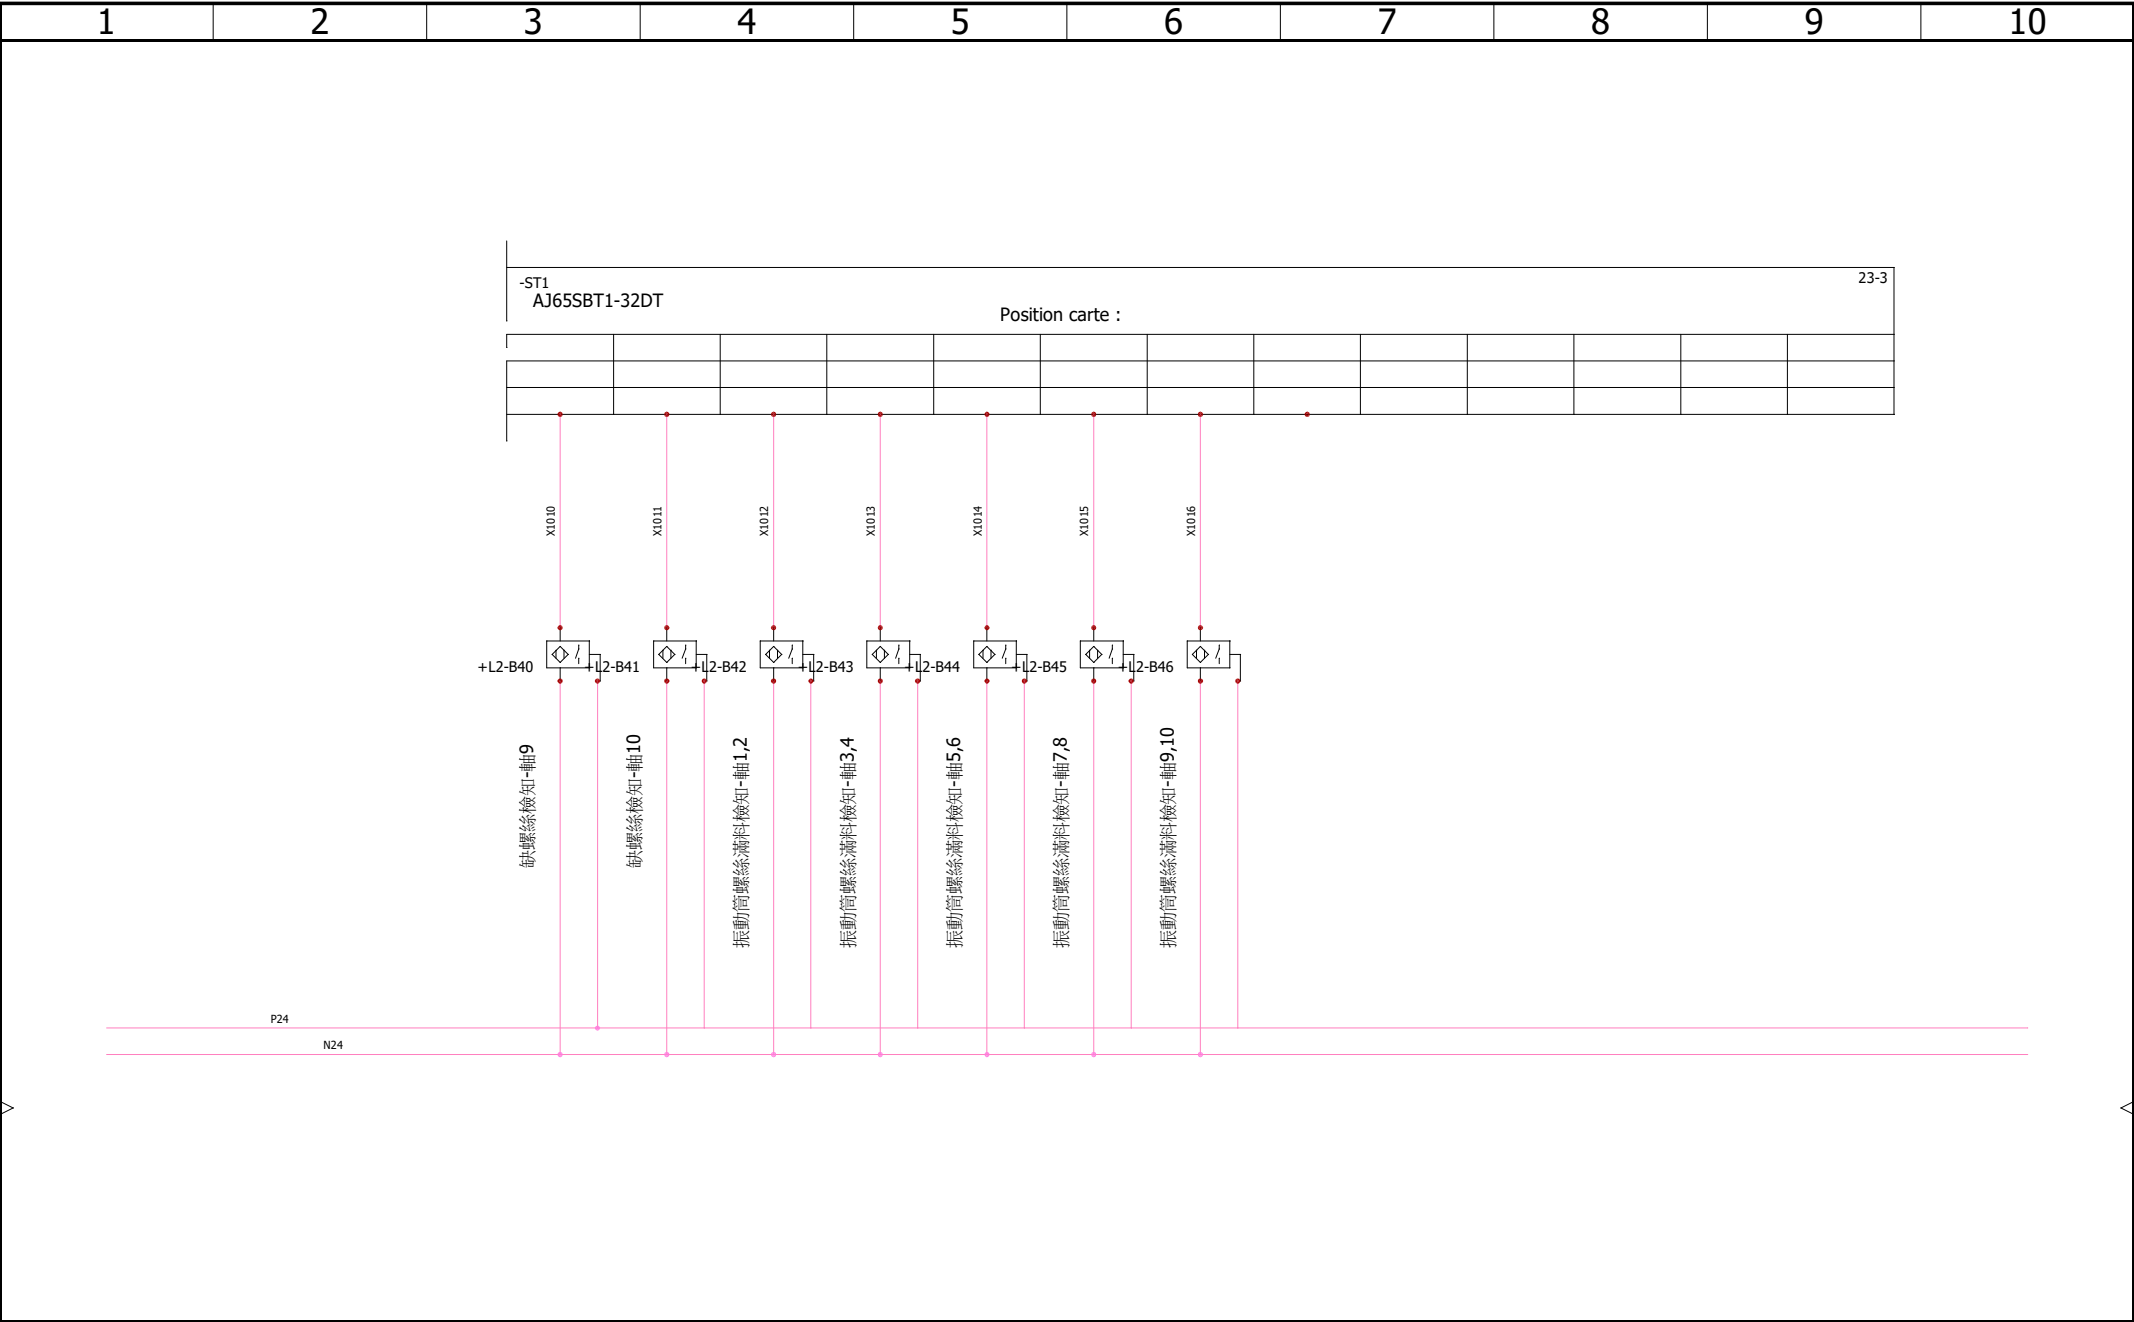 1 2 3 4 5 6 7 8 9 10
-ST1
23-3
AJ65SBT1-32DT
Position carte :
X1010
X1011
X1012
X1013
X1014
X1015
X1016
+L2-B40
+L2-B41
+L2-B42
+L2-B43
+L2-B44
+L2-B45
+L2-B46
缺螺絲檢知-軸9
缺螺絲檢知-軸10
振動筒螺絲滿料檢知-軸1,2
振動筒螺絲滿料檢知-軸3,4
振動筒螺絲滿料檢知-軸5,6
振動筒螺絲滿料檢知-軸7,8
振動筒螺絲滿料檢知-軸9,10
P24
N24